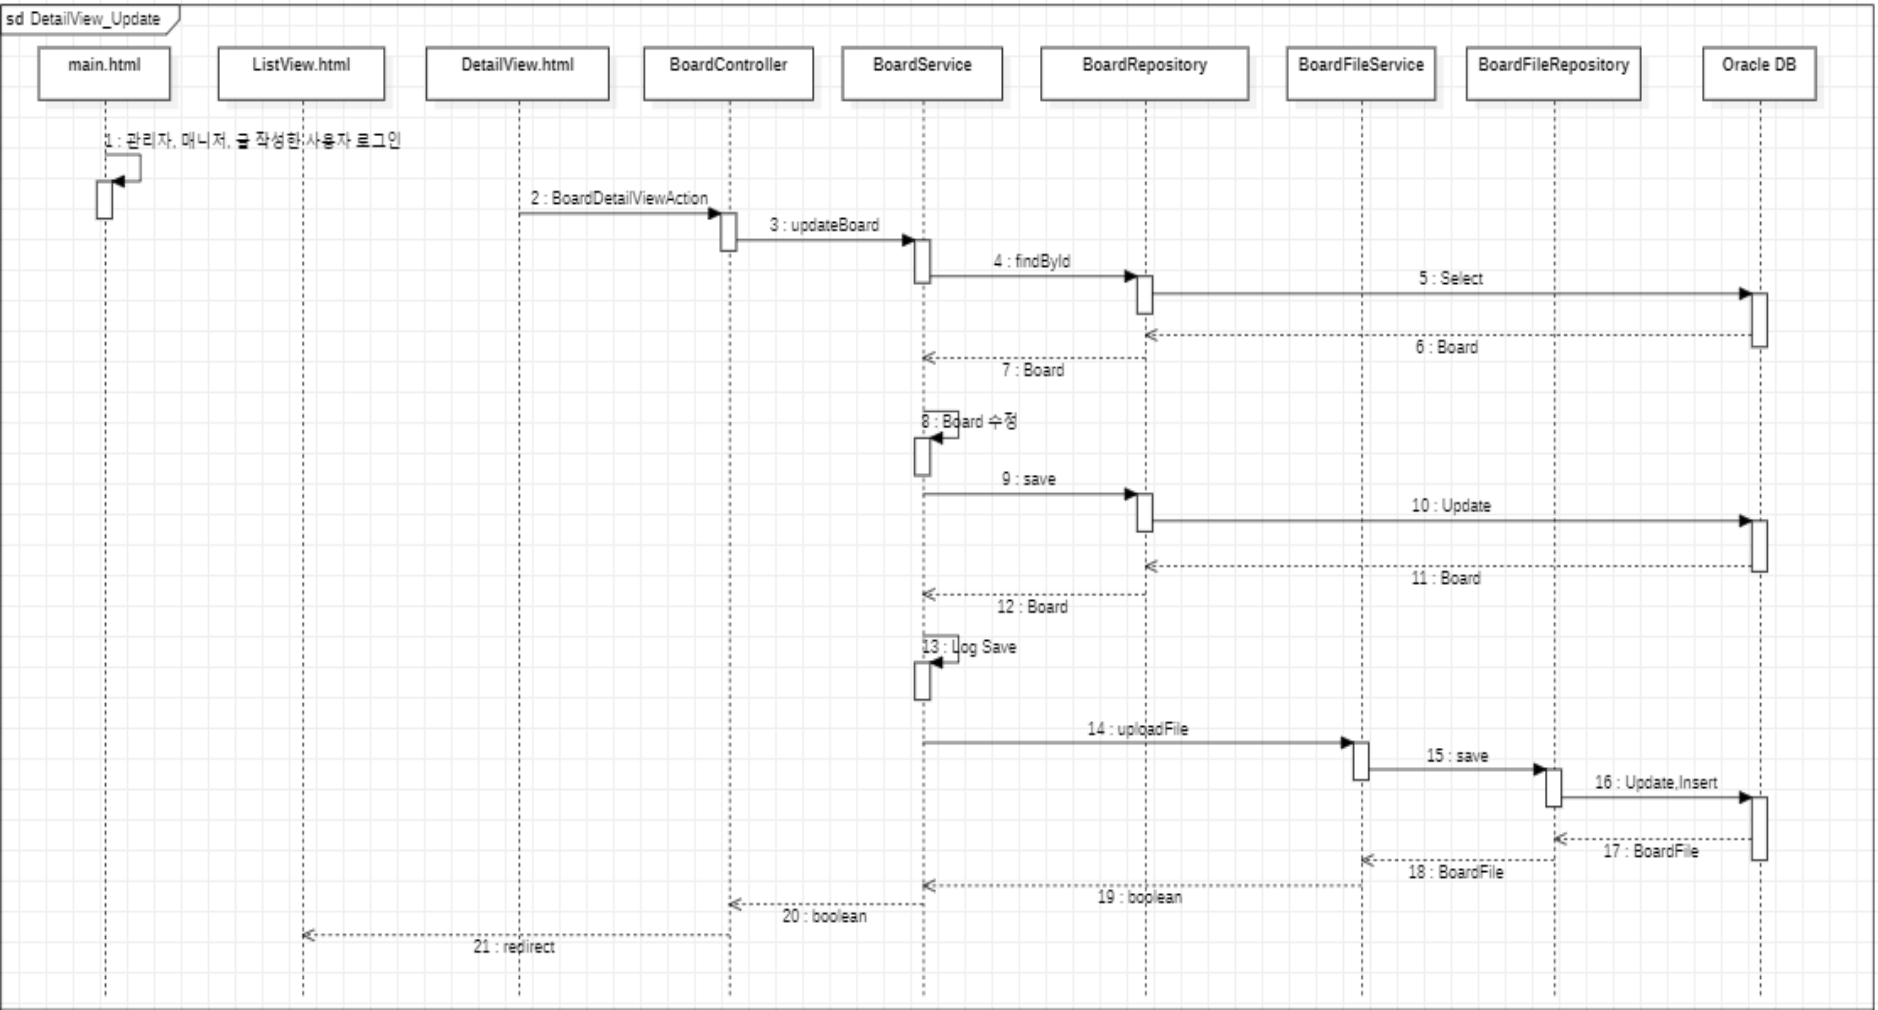 sd DetailView_Update
main.html
ListView.html
DetailView.html
BoardController
BoardService
BoardRepository
BoardFileService
BoardFileRepository
Oracle DB
1 : 관리자, 매니저, 글 작성한 사용자 로그인
2 : BoardDetailViewAction
3 : updateBoard
4 : findById
5 : Select
6 : Board
7 : Board
8 : Board 수정
9 : save
10 : Update
11 : Board
12 : Board
13 : Log Save
14 : uploadFile
15 : save
16 : Update,Insert
17 : BoardFile
18 : BoardFile
19 : boolean
20 : boolean
21 : redirect